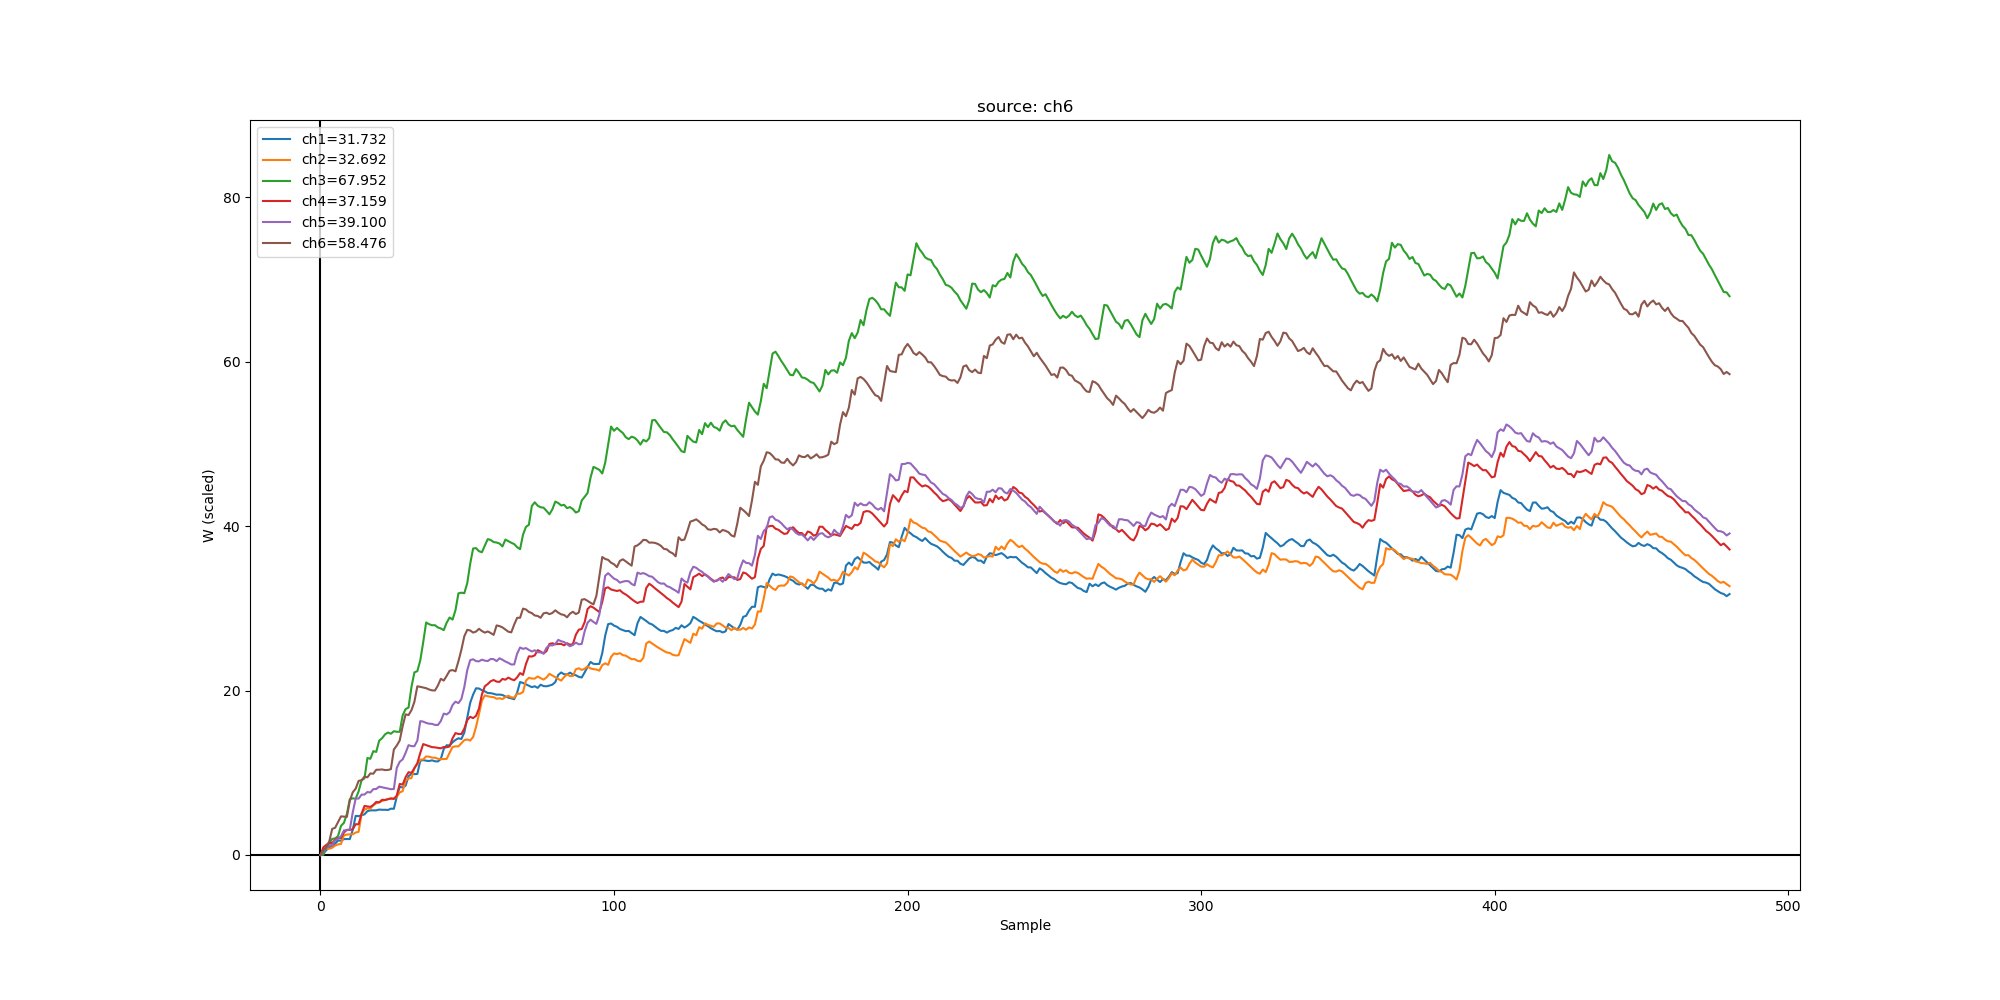 source: ch6
ch1=31.732
ch2=32.692
ch3=67.952
ch4=37.159
ch5=39.100
ch6=58.476
W (scaled)
80
60
40
20
0
0 100 200 300 400 500
Sample